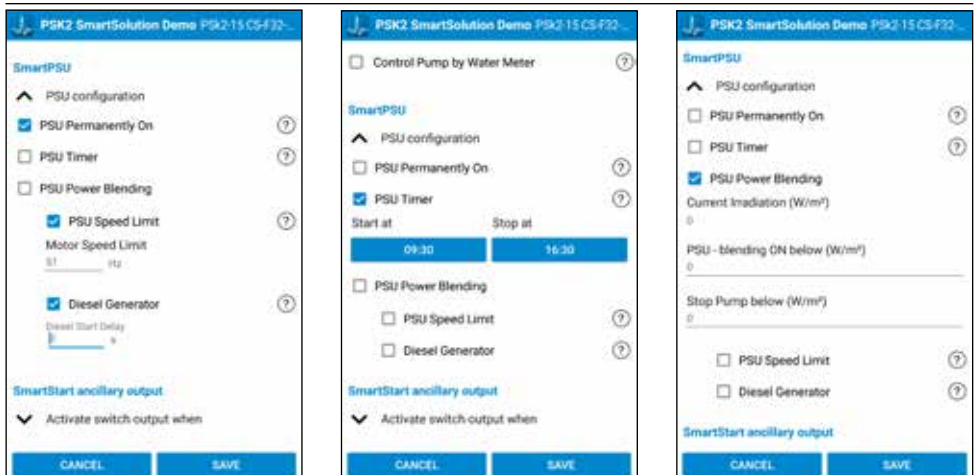 PSK2 SmartSolution Demo PSk2-15 CS-F32-...
SmartPSU
PSU configuration
PSU Permanently On
PSU Timer
PSU Power Blending
PSU Speed Limit
Motor Speed Limit
51 Hz
Diesel Generator
Diesel Start Delay
s
SmartStart ancillary output
Activate switch output when
CANCEL SAVE
PSK2 SmartSolution Demo PSk2-15 CS-F32-...
Control Pump by Water Meter
SmartPSU
PSU configuration
PSU Permanently On
PSU Timer
Start at Stop at
09:30 16:30
PSU Power Blending
PSU Speed Limit
Diesel Generator
SmartStart ancillary output
Activate switch output when
CANCEL SAVE
PSK2 SmartSolution Demo PSk2-15 CS-F32-...
SmartPSU
PSU configuration
PSU Permanently On
PSU Timer
PSU Power Blending
Current Irradiation (W/m²)
0
PSU - blending ON below (W/m²)
0
Stop Pump below (W/m²)
0
PSU Speed Limit
Diesel Generator
SmartStart ancillary output
CANCEL SAVE